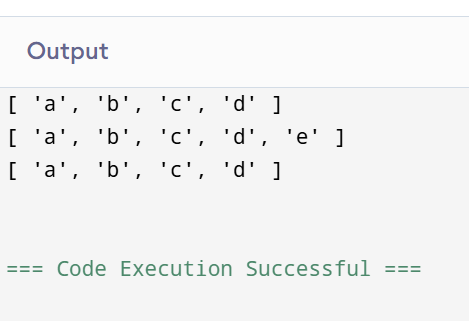 Output
[ 'a', 'b', 'c', 'd' ]
[ 'a', 'b', 'c', 'd', 'e' ]
[ 'a', 'b', 'c', 'd' ]
=== Code Execution Successful ===